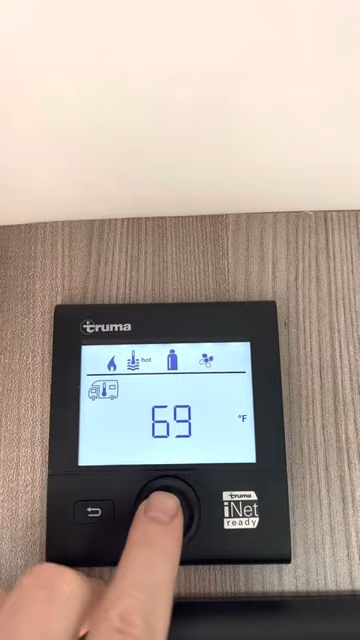 truma
hot
69 °F
truma
iNet
ready